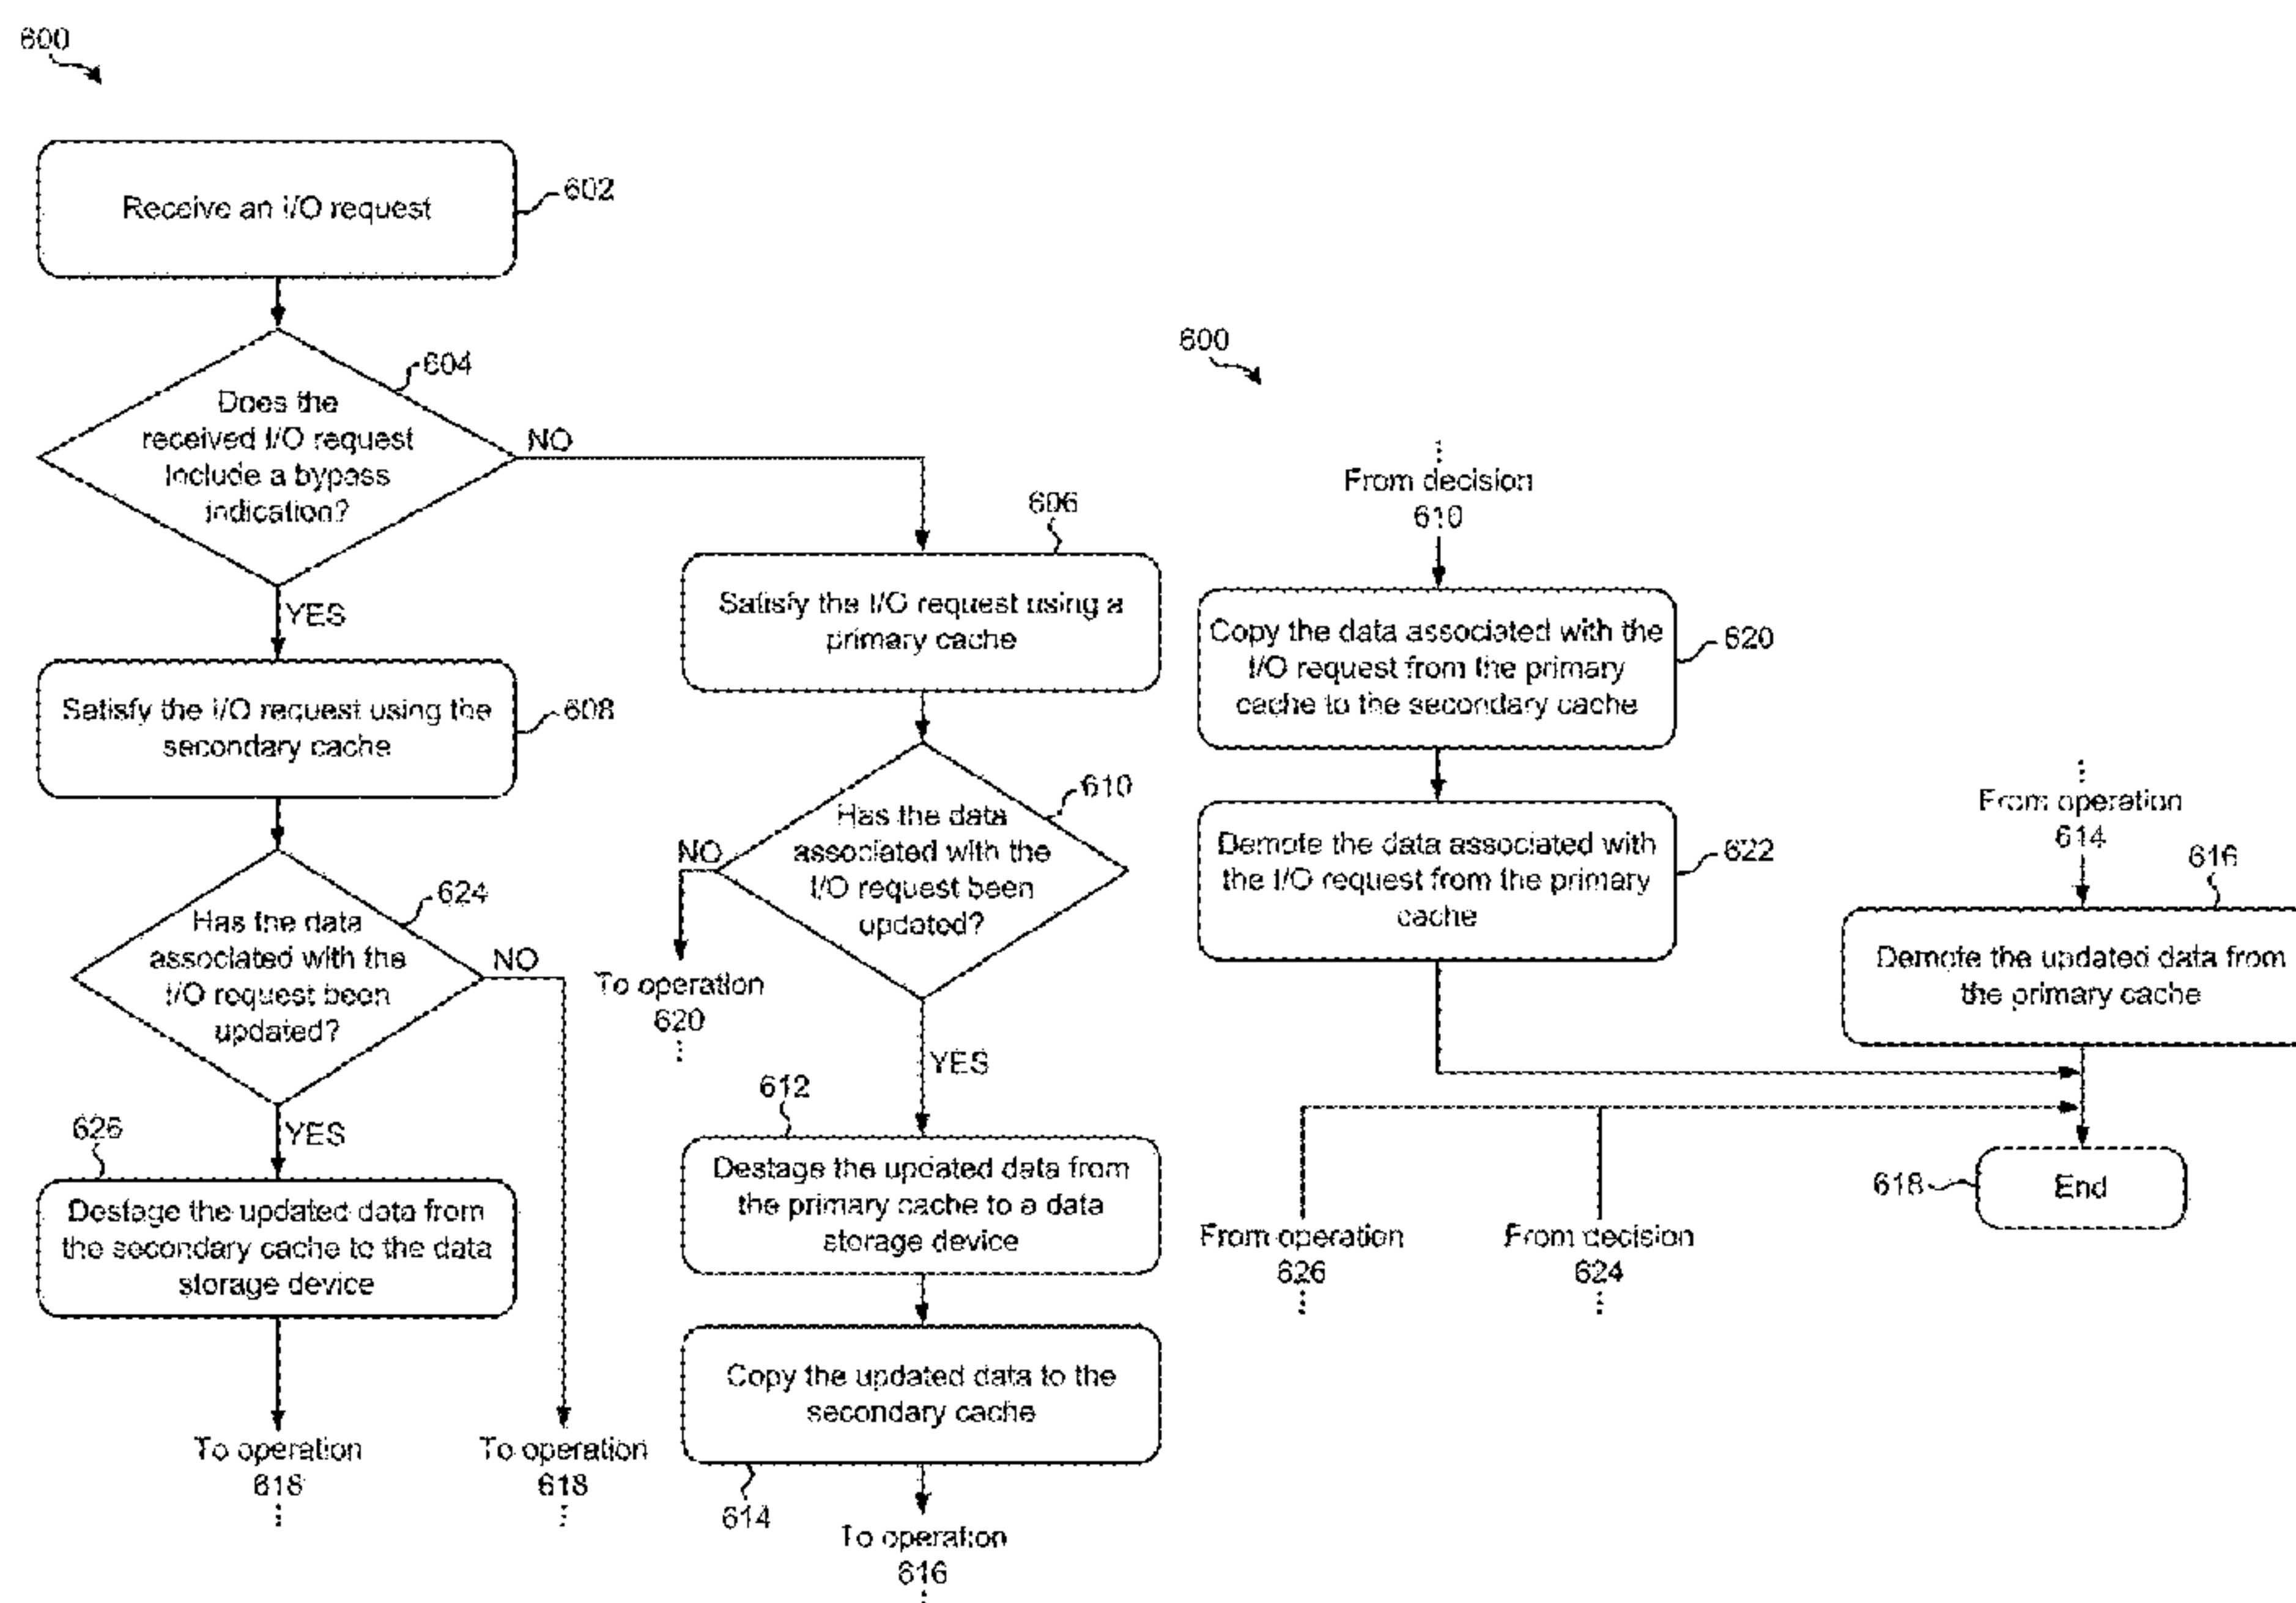 600
Receive an I/O request
602
604
Does the
received I/O request
include a bypass
indication?
NO
YES
606
Satisfy the I/O request using a
primary cache
Satisfy the I/O request using the
secondary cache
608
610
Has the data
associated with the
I/O request been
updated?
NO
To operation
620
YES
624
Has the data
associated with the
I/O request been
updated?
NO
YES
626
Destage the updated data from
the secondary cache to the data
storage device
To operation
618
To operation
618
612
Destage the updated data from
the primary cache to a data
storage device
Copy the updated data to the
secondary cache
614
To operation
616
600
From decision
610
Copy the data associated with the
I/O request from the primary
cache to the secondary cache
620
Demote the data associated with
the I/O request from the primary
cache
622
From operation
614
616
Demote the updated data from
the primary cache
From operation
626
From decision
624
618
End